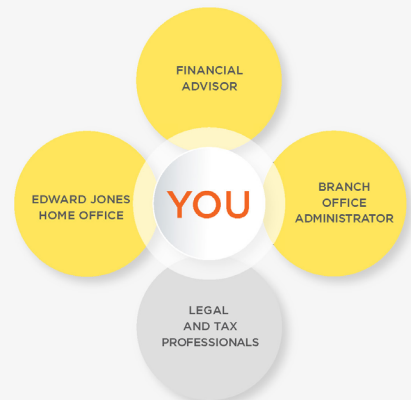 FINANCIAL
ADVISOR
EDWARD JONES
HOME OFFICE
YOU
BRANCH
OFFICE
ADMINISTRATOR
LEGAL
AND TAX
PROFESSIONALS